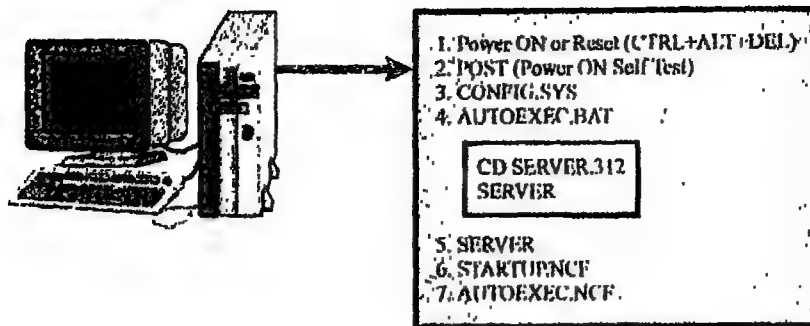 1. Power ON or Reset (CTRL+ALT+DEL)
2. POST (Power ON Self Test)
3. CONFIG.SYS
4. AUTOEXEC.BAT
CD SERVER.312
SERVER
5. SERVER
6. STARTUP.NCF
7. AUTOEXEC.NCF